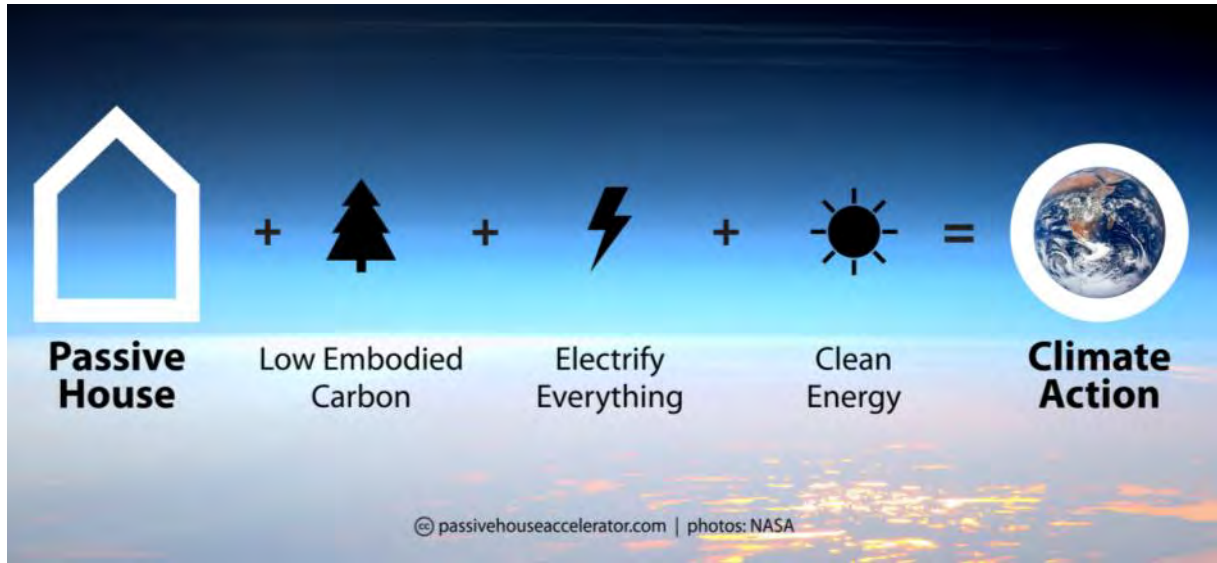 + + + =
Passive
House
Low Embodied
Carbon
Electrify
Everything
Clean
Energy
Climate
Action
🄯 passivehouseaccelerator.com | photos: NASA